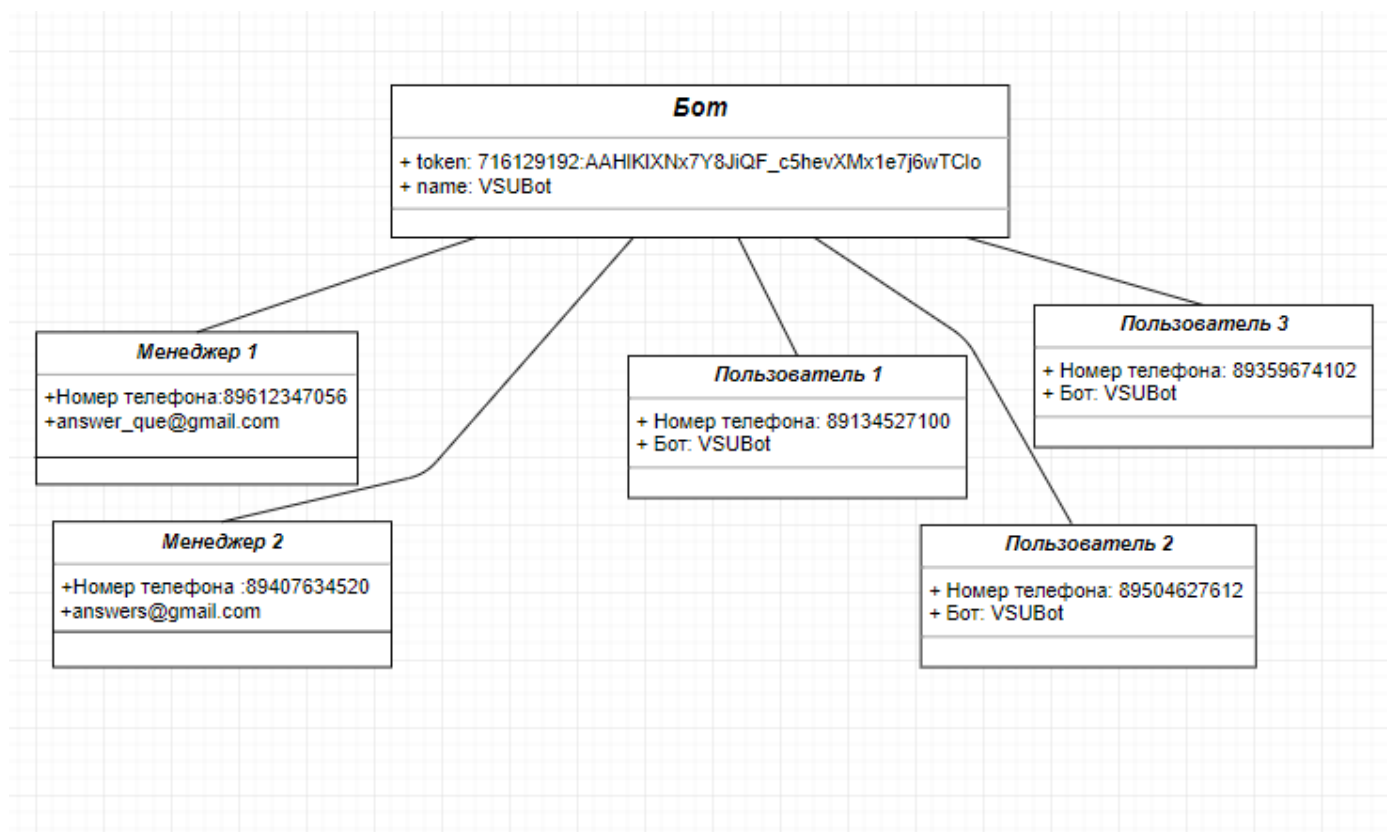 Бот
+ token: 716129192:AAHlKlXNx7Y8JiQF_c5hevXMx1e7j6wTClo
+ name: VSUBot
Менеджер 1
+Номер телефона:89612347056
+answer_que@gmail.com
Менеджер 2
+Номер телефона :89407634520
+answers@gmail.com
Пользователь 1
+ Номер телефона: 89134527100
+ Бот: VSUBot
Пользователь 2
+ Номер телефона: 89504627612
+ Бот: VSUBot
Пользователь 3
+ Номер телефона: 89359674102
+ Бот: VSUBot